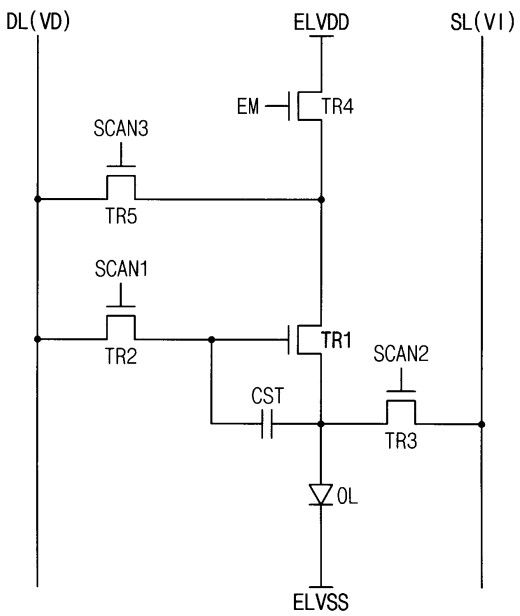 DL(VD) ELVDD SL(VI)
EM TR4
SCAN3
TR5
SCAN1
TR2 TR1
SCAN2
CST
TR3
OL
ELVSS